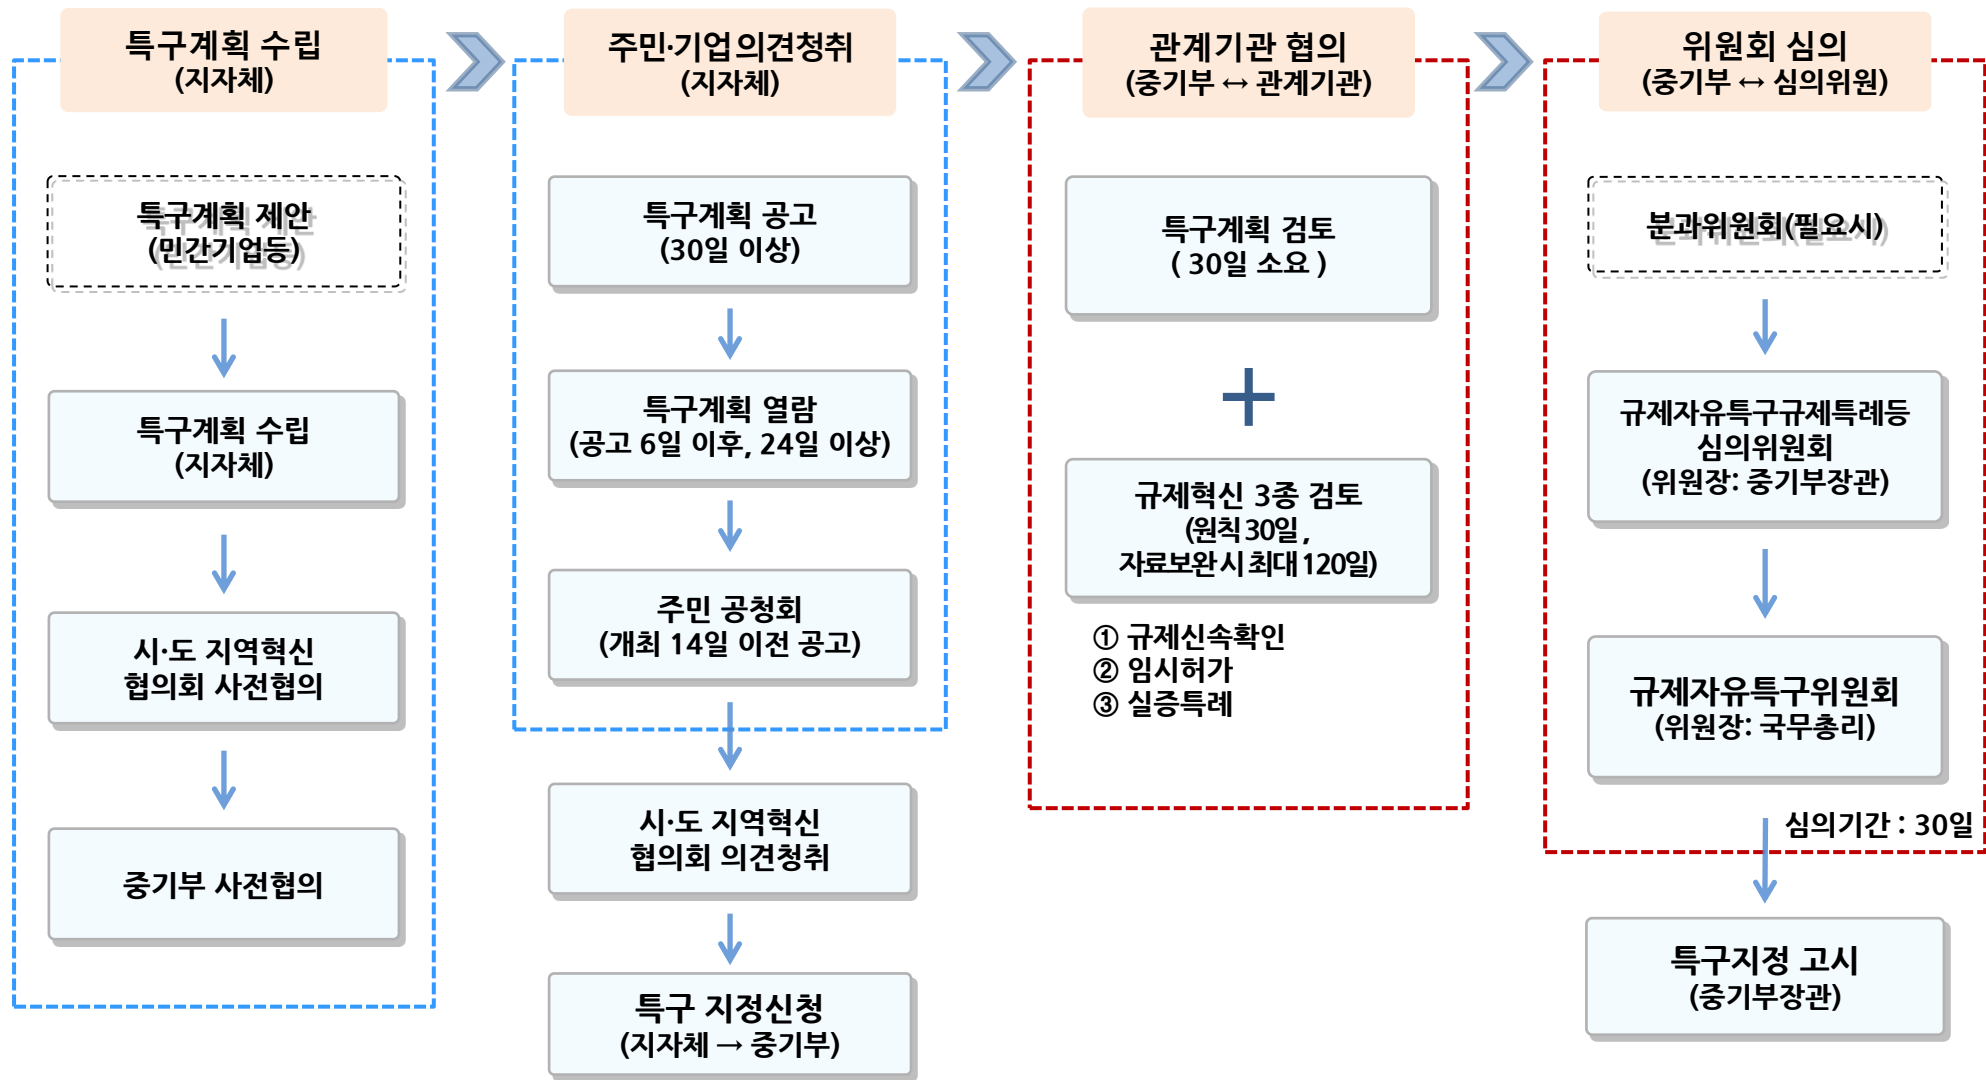 특구계획 수립
(지자체)
특구계획 제안
(민간기업등)
특구계획 수립
(지자체)
시·도 지역혁신
협의회 사전협의
중기부 사전협의
주민·기업 의견청취
(지자체)
특구계획 공고
(30일 이상)
특구계획 열람
(공고 6일 이후, 24일 이상)
주민 공청회
(개최 14일 이전 공고)
시·도 지역혁신
협의회 의견청취
특구 지정신청
(지자체 → 중기부)
관계기관 협의
(중기부 ↔ 관계기관)
특구계획 검토
( 30일 소요 )
+
규제혁신 3종 검토
(원칙 30일 ,
자료보완시 최대 120일)
① 규제신속확인
② 임시허가
③ 실증특례
위원회 심의
(중기부 ↔ 심의위원)
분과위원회(필요시)
규제자유특구규제특례등
심의위원회
(위원장: 중기부장관)
규제자유특구위원회
(위원장: 국무총리)
심의기간 : 30일
특구지정 고시
(중기부장관)